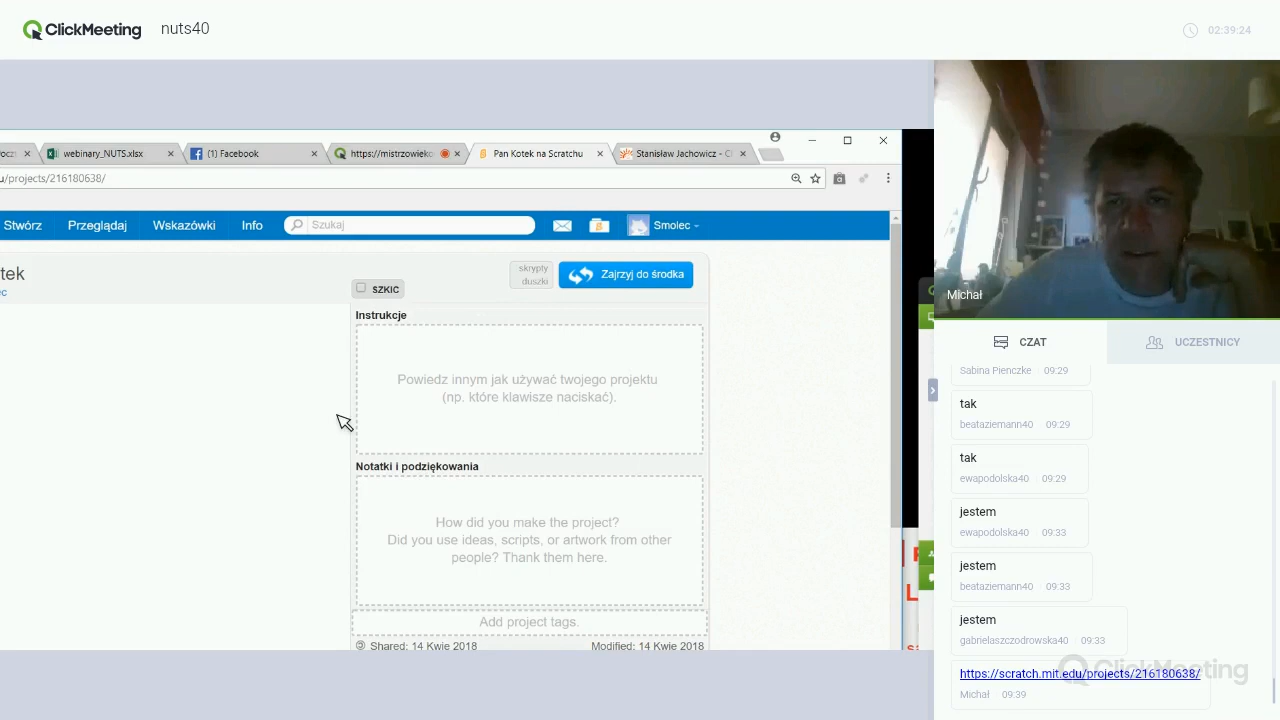 ClickMeeting
nuts40
02:39:24
webinary_NUTS.xlsx
(1) Facebook
https://mistrzowieko
Pan Kotek na Scratchu
Stanisław Jachowicz - C
u/projects/216180638/
Stwórz
Przeglądaj
Wskazówki
Info
Szukaj
Smolec
tek
skrypty
duszki
Zajrzyj do środka
SZKIC
Instrukcje
Powiedz innym jak używać twojego projektu
(np. które klawisze naciskać).
Notatki i podziękowania
How did you make the project?
Did you use ideas, scripts, or artwork from other
people? Thank them here.
Add project tags.
Shared: 14 Kwie 2018
Modified: 14 Kwie 2018
Michał
CZAT
UCZESTNICY
Sabina Pienczke 09:29
tak
beataziemann40 09:29
tak
ewapodolska40 09:29
jestem
ewapodolska40 09:33
jestem
beataziemann40 09:33
jestem
gabrielaszczodrowska40 09:33
https://scratch.mit.edu/projects/216180638/
Michał 09:39
ClickMeeting